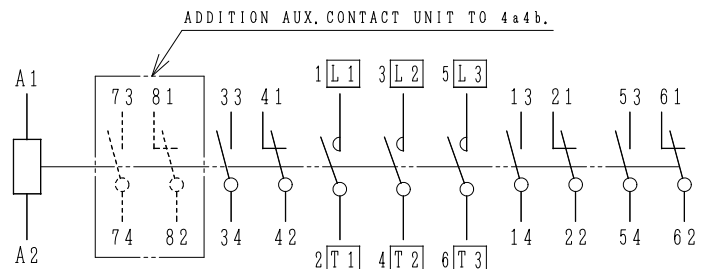 ADDITION AUX. CONTACT UNIT TO 4a4b.
A1 73 81 33 41 1 L1 3 L2 5 L3 13 21 53 61
A2 74 82 34 42 2 T1 4 T2 6 T3 14 22 54 62